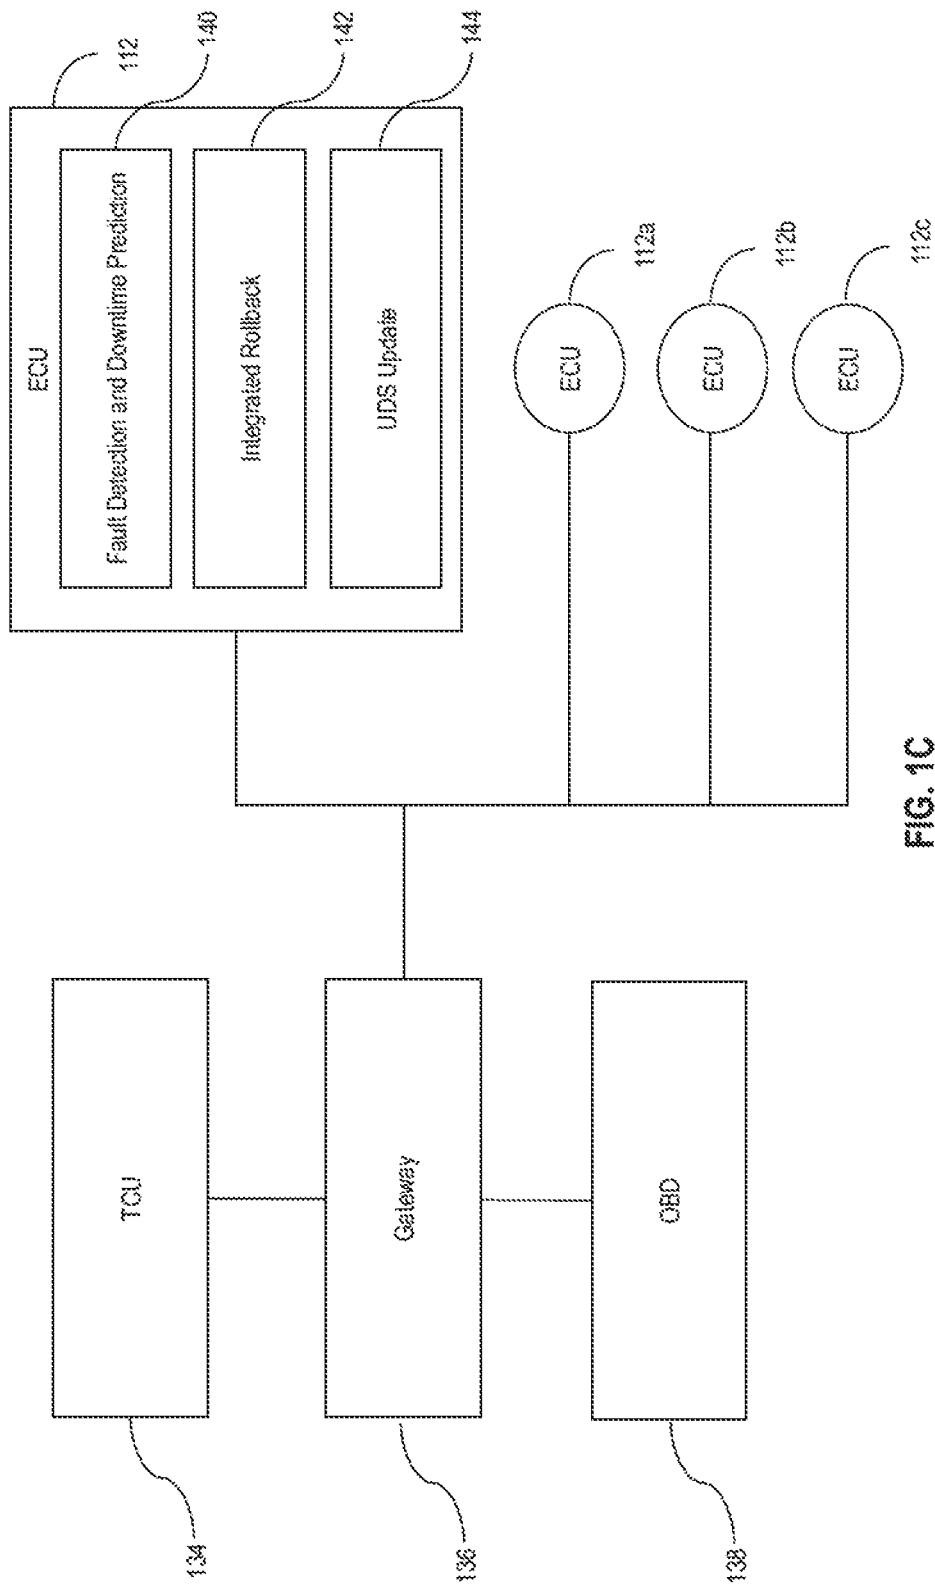 112
ECU
Fault Detection and Downtime Prediction
140
Integrated Rollback
142
UDS Update
144
TCU
134
Gateway
136
OBD
138
ECU
112a
ECU
112b
ECU
112c
FIG. 1C